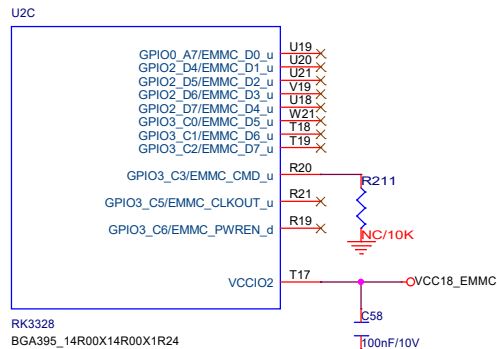 U2C
GPIO0_A7/EMMC_D0_u U19
GPIO2_D4/EMMC_D1_u U20
GPIO2_D5/EMMC_D2_u U21
GPIO2_D6/EMMC_D3_u V19
GPIO2_D7/EMMC_D4_u U18
GPIO3_C0/EMMC_D5_u W21
GPIO3_C1/EMMC_D6_u T18
GPIO3_C2/EMMC_D7_u T19
GPIO3_C3/EMMC_CMD_u R20
R211
GPIO3_C5/EMMC_CLKOUT_u R21
GPIO3_C6/EMMC_PWREN_d R19
NC/10K
VCCIO2 T17
VCC18_EMMC
C58
RK3328
BGA395_14R00X14R00X1R24
100nF/10V